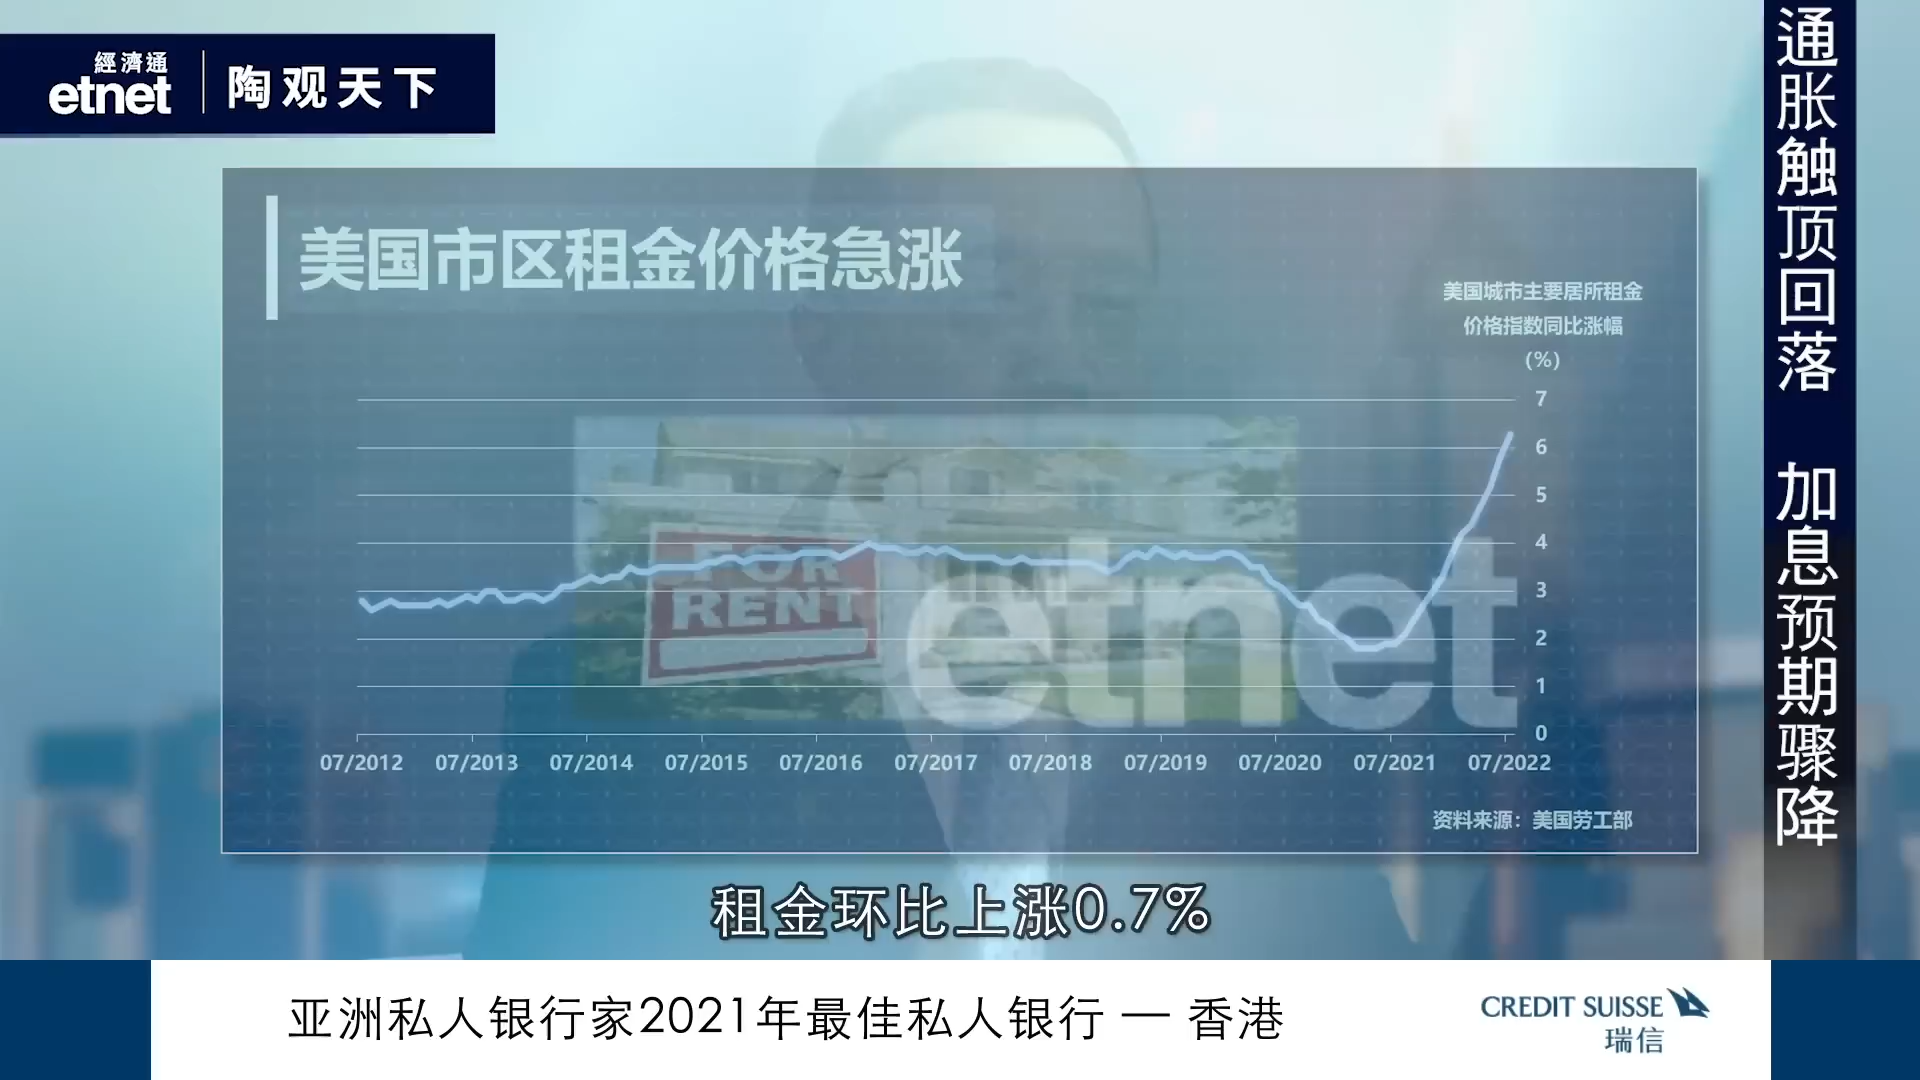 經濟通
etnet
陶观天下
通胀触顶回落 加息预期骤降
美国市区租金价格急涨
美国城市主要居所租金
价格指数同比涨幅
(%)
7
6
5
4
3
2
1
0
FOR
RENT
etnet
07/2012 07/2013 07/2014 07/2015 07/2016 07/2017 07/2018 07/2019 07/2020 07/2021 07/2022
资料来源：美国劳工部
租金环比上涨0.7%
亚洲私人银行家2021年最佳私人银行 — 香港
CREDIT SUISSE
瑞信